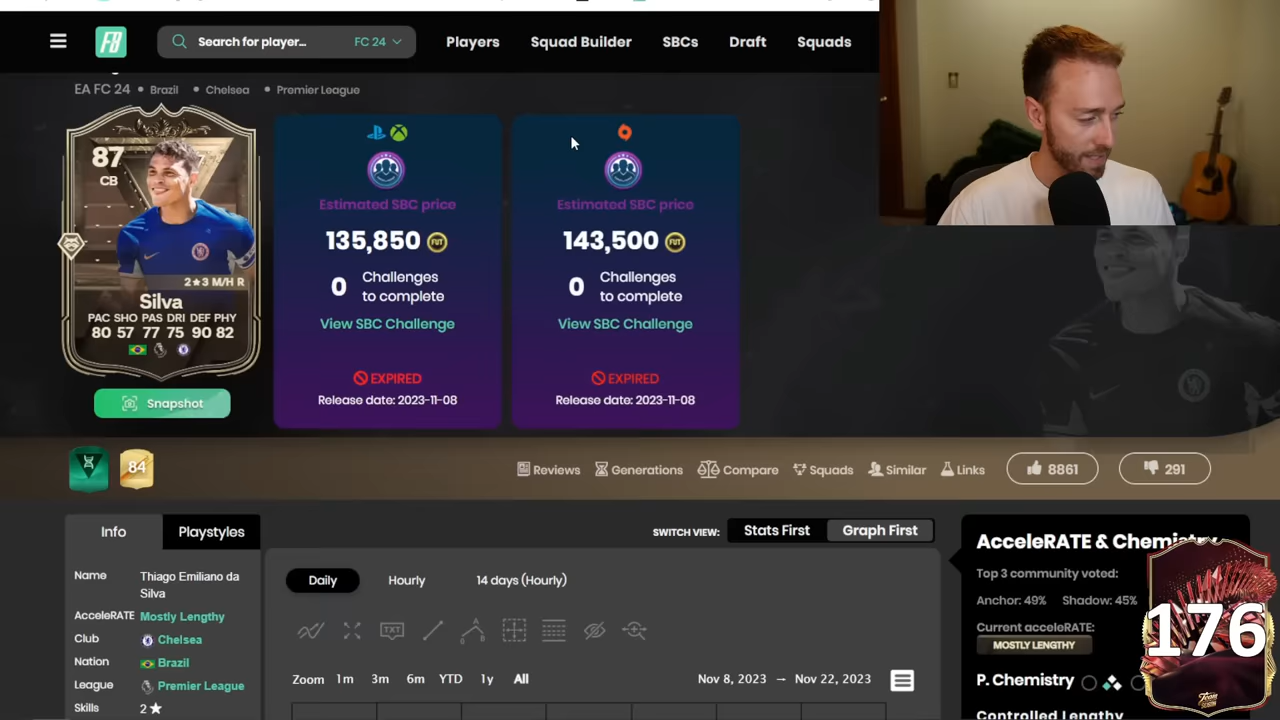 FB
Search for player...
FC 24
Players
Squad Builder
SBCs
Draft
Squads
EA FC 24 • Brazil • Chelsea • Premier League
87
CB
2★3 M/H R
Silva
PAC SHO PAS DRI DEF PHY
80 57 77 75 90 82
Snapshot
Estimated SBC price
135,850 FUT
0 Challenges
to complete
View SBC Challenge
EXPIRED
Release date: 2023-11-08
Estimated SBC price
143,500 FUT
0 Challenges
to complete
View SBC Challenge
EXPIRED
Release date: 2023-11-08
84
Reviews
Generations
Compare
Squads
Similar
Links
8861
291
Info
Playstyles
Name Thiago Emiliano da
Silva
AcceleRATE Mostly Lengthy
Club Chelsea
Nation Brazil
League Premier League
Skills 2 ★
SWITCH VIEW:
Stats First
Graph First
Daily
Hourly
14 days (Hourly)
TXT
Zoom 1m 3m 6m YTD 1y All
Nov 8, 2023 → Nov 22, 2023
AcceleRATE & Chemistry
Top 3 community voted:
Anchor: 49% Shadow: 45%
Current acceleRATE:
MOSTLY LENGTHY
P. Chemistry
Controlled Lengthy
176